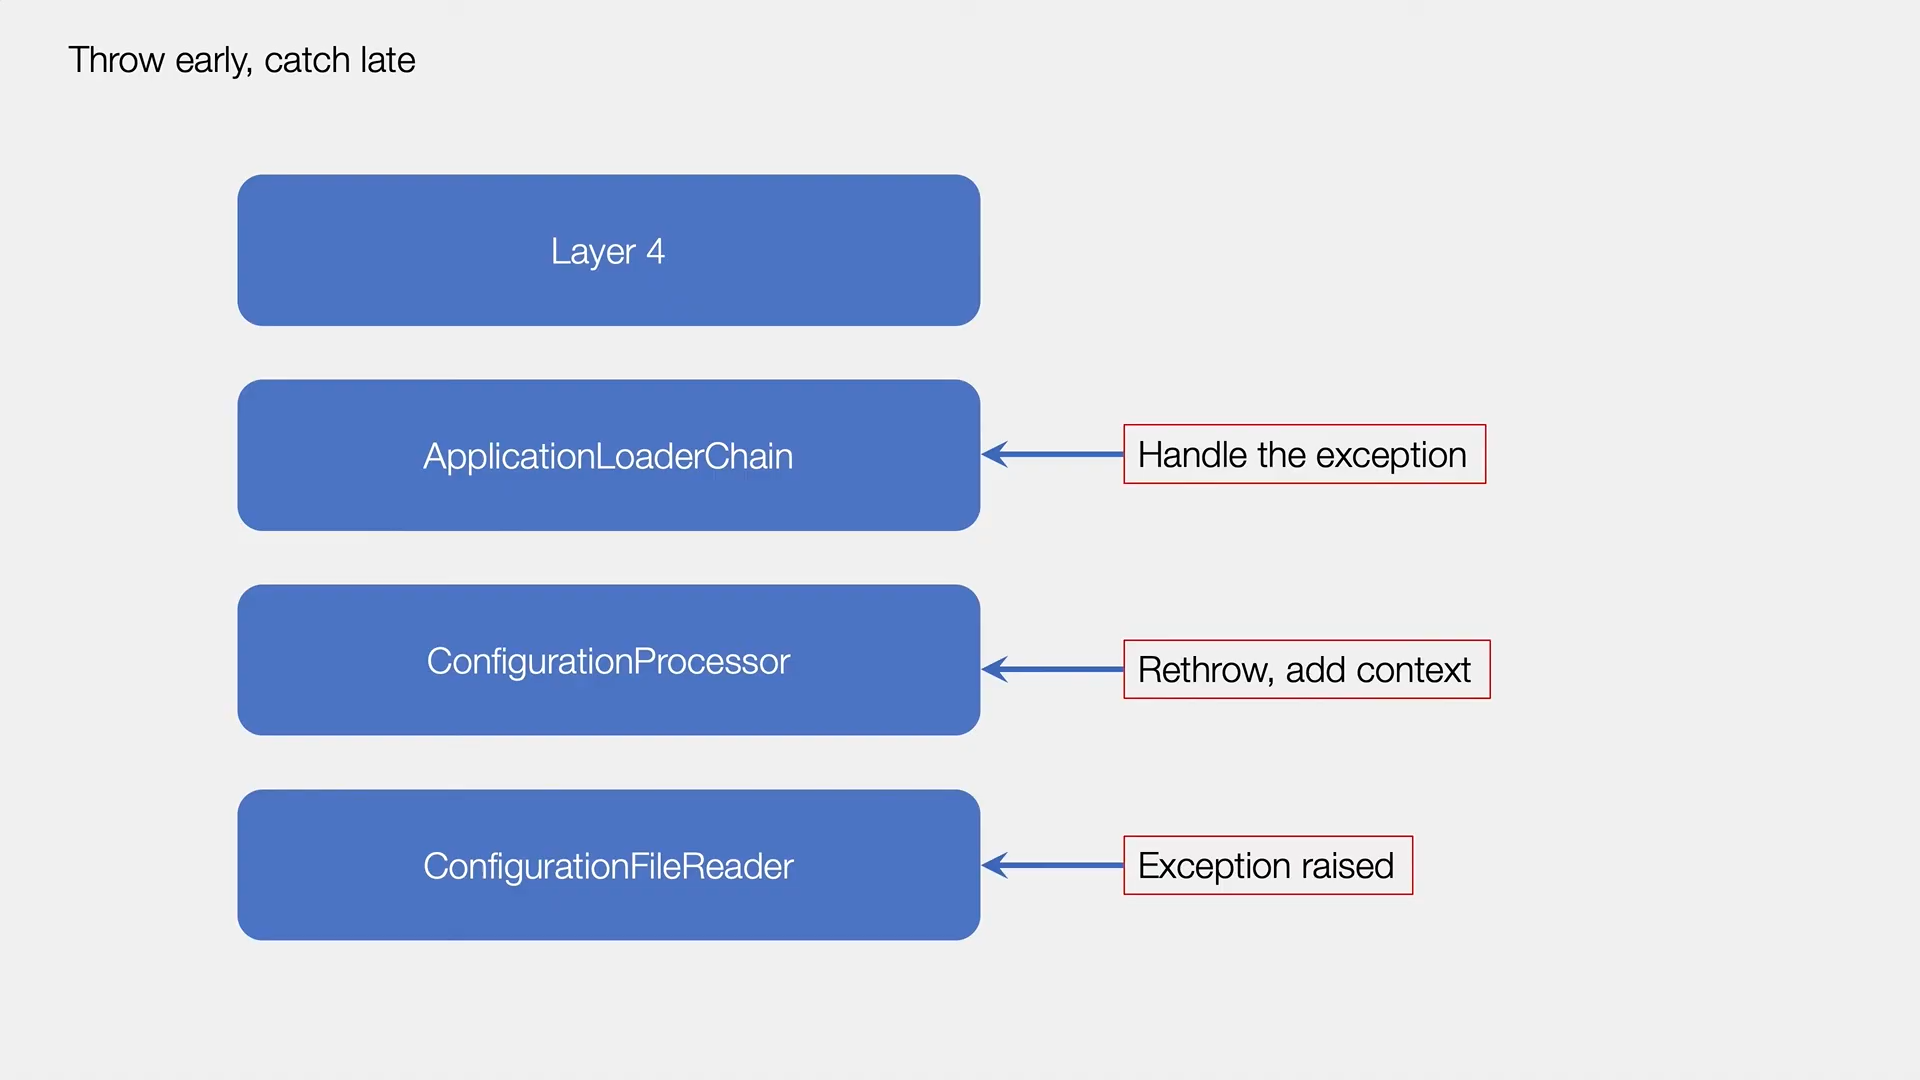 Throw early, catch late
Layer 4
ApplicationLoaderChain
Handle the exception
ConfigurationProcessor
Rethrow, add context
ConfigurationFileReader
Exception raised